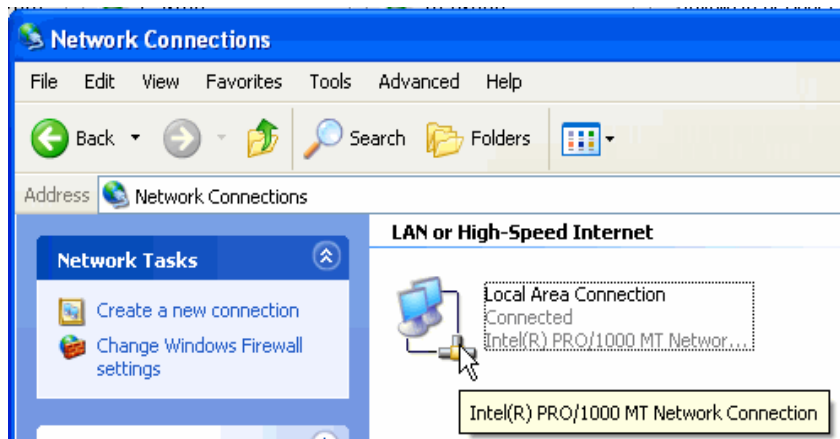 Network Connections
File Edit View Favorites Tools Advanced Help
Back Search Folders
Address Network Connections
Network Tasks
Create a new connection
Change Windows Firewall
settings
LAN or High-Speed Internet
Local Area Connection
Connected
Intel(R) PRO/1000 MT Networ...
Intel(R) PRO/1000 MT Network Connection